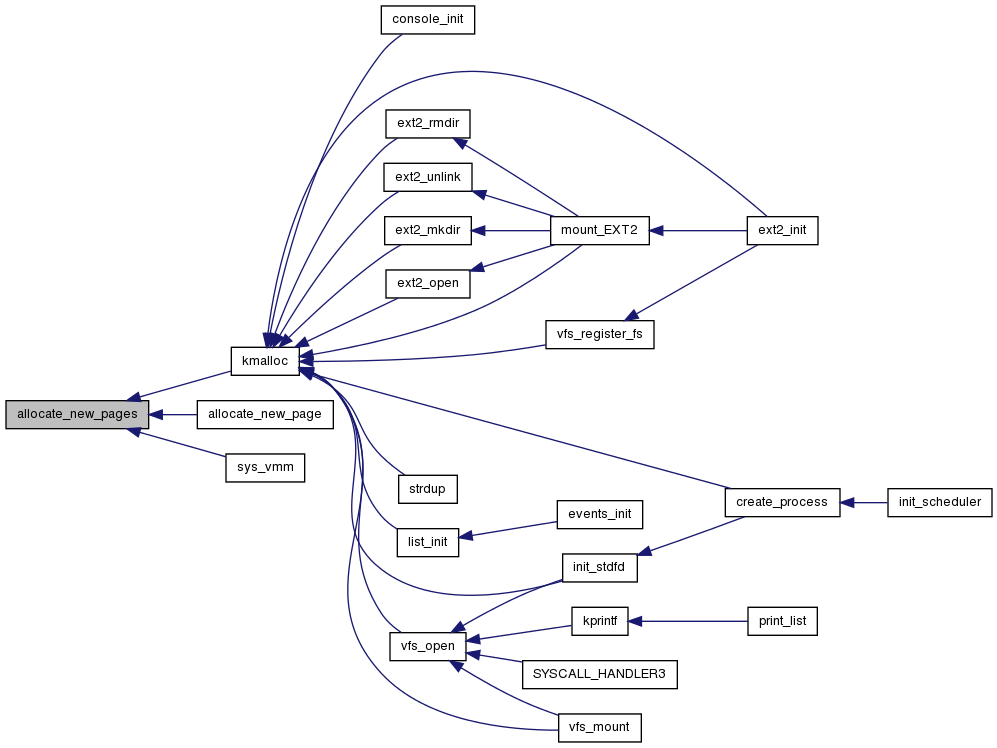 console_init
ext2_rmdir
ext2_unlink
ext2_mkdir
mount_EXT2
ext2_init
ext2_open
vfs_register_fs
kmalloc
allocate_new_pages
allocate_new_page
sys_vmm
strdup
create_process
init_scheduler
events_init
list_init
init_stdfd
kprintf
print_list
vfs_open
SYSCALL_HANDLER3
vfs_mount